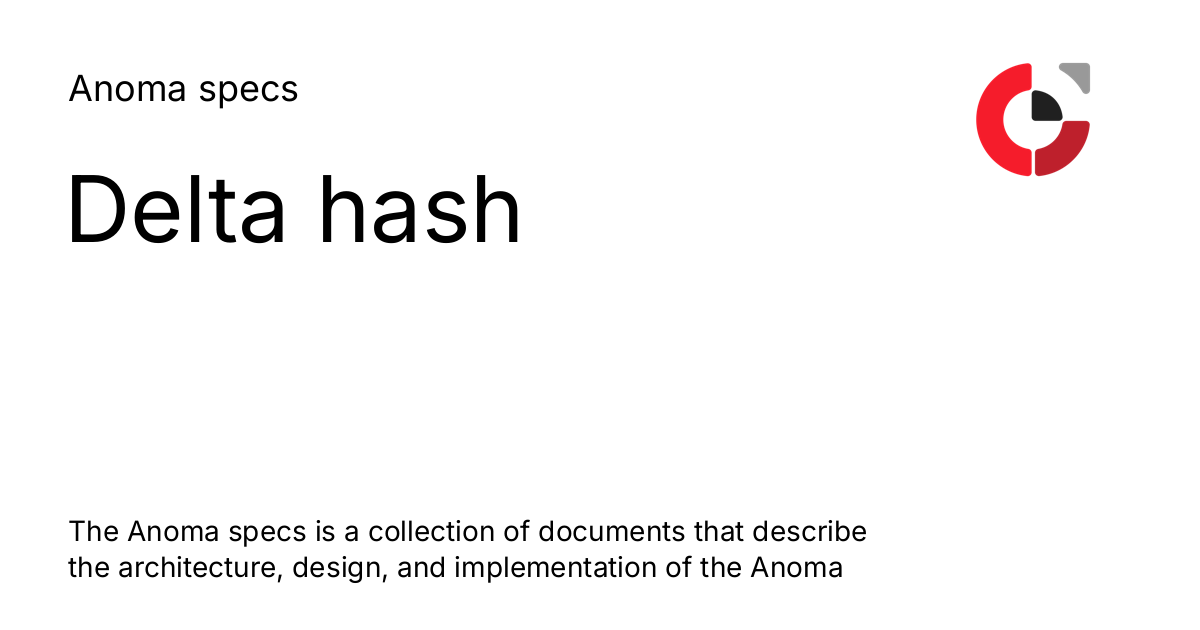 Anoma specs
Delta hash
The Anoma specs is a collection of documents that describe
the architecture, design, and implementation of the Anoma